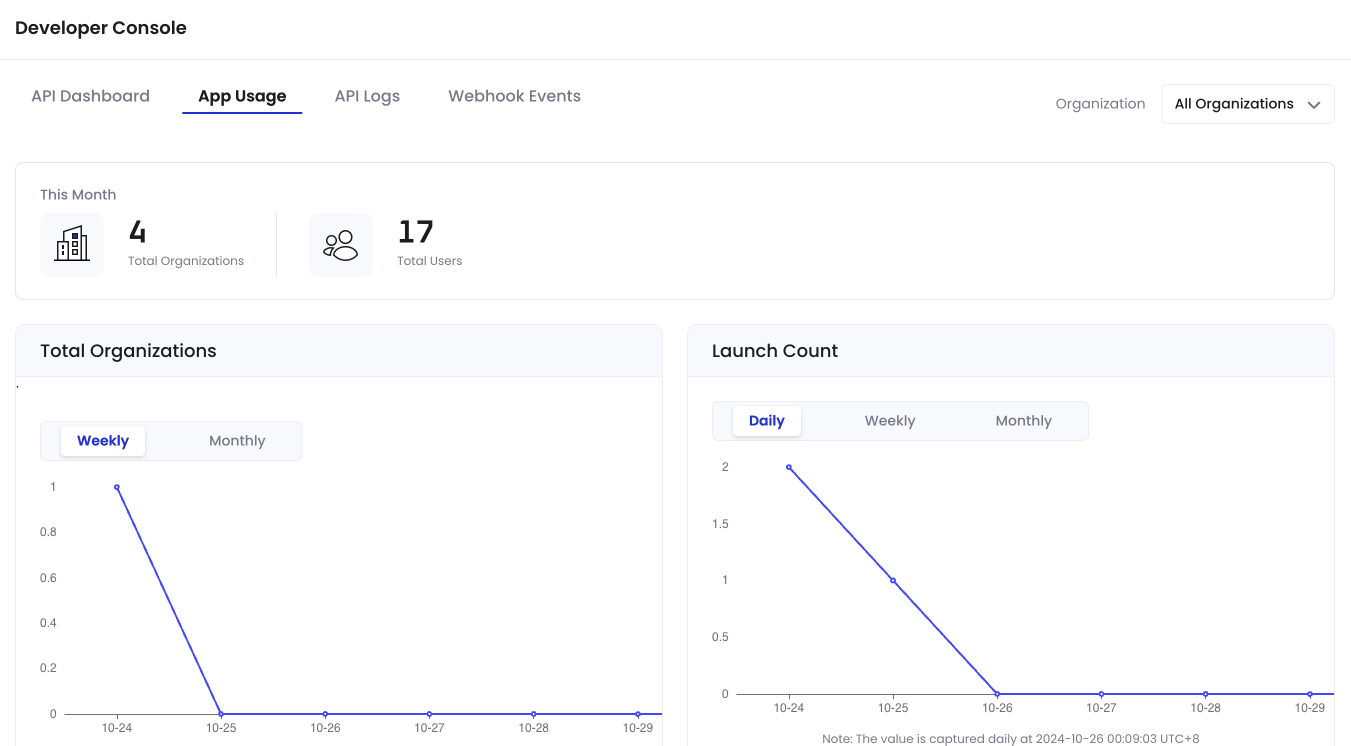 Developer Console
API Dashboard App Usage API Logs Webhook Events
Organization All Organizations
This Month
4
Total Organizations
17
Total Users
Total Organizations
Weekly Monthly
1
0.8
0.6
0.4
0.2
0
10-24 10-25 10-26 10-27 10-28 10-29
Launch Count
Daily Weekly Monthly
2
1.5
1
0.5
0
10-24 10-25 10-26 10-27 10-28 10-29
Note: The value is captured daily at 2024-10-26 00:09:03 UTC+8